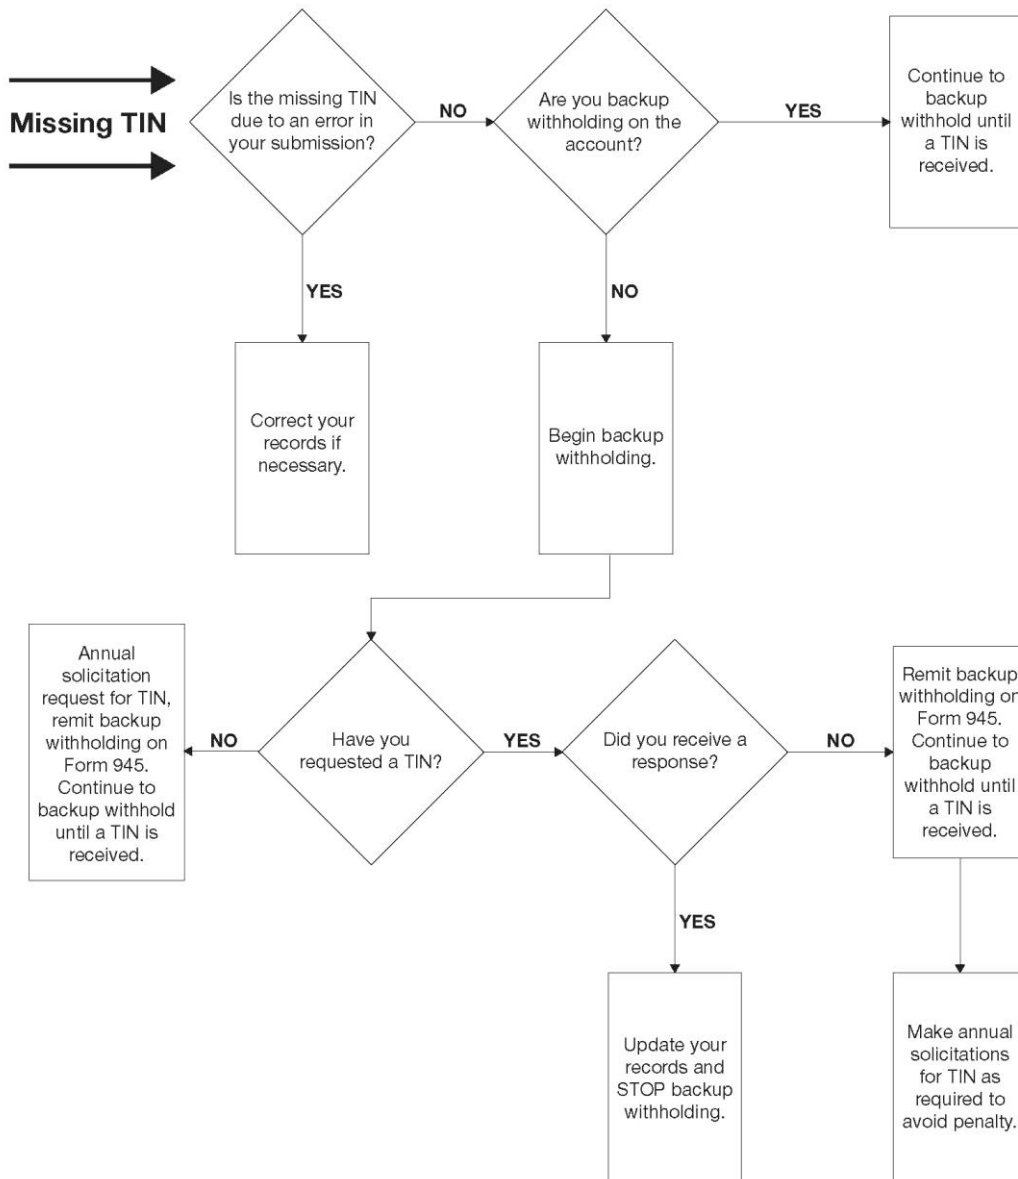 Missing TIN
Is the missing TIN
due to an error in
your submission?
NO
Are you backup
withholding on the
account?
YES
Continue to
backup
withhold until
a TIN is
received.
YES
NO
Correct your
records if
necessary.
Begin backup
withholding.
Annual
solicitation
request for TIN,
remit backup
withholding on
Form 945.
Continue to
backup withhold
until a TIN is
received.
NO
Have you
requested a TIN?
YES
Did you receive a
response?
NO
Remit backup
withholding on
Form 945.
Continue to
backup
withhold until
a TIN is
received.
YES
Update your
records and
STOP backup
withholding.
Make annual
solicitations
for TIN as
required to
avoid penalty.